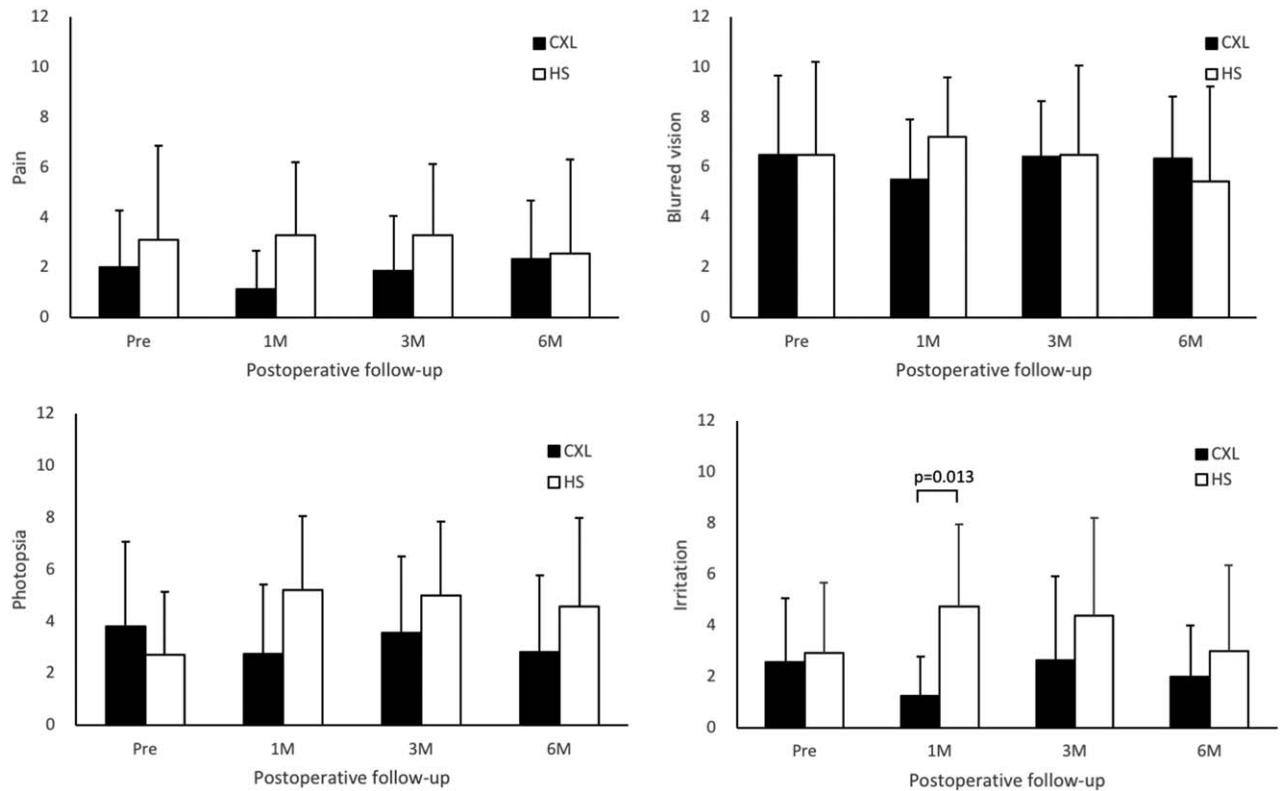 12
10
8
6
4
2
0
Pain
CXL
HS
Pre 1M 3M 6M
Postoperative follow-up
12
10
8
6
4
2
0
Blurred vision
CXL
HS
Pre 1M 3M 6M
Postoperative follow-up
12
10
8
6
4
2
0
Photopsia
CXL
HS
Pre 1M 3M 6M
Postoperative follow-up
12
10
8
6
4
2
0
Irritation
CXL
HS
p=0.013
Pre 1M 3M 6M
Postoperative follow-up